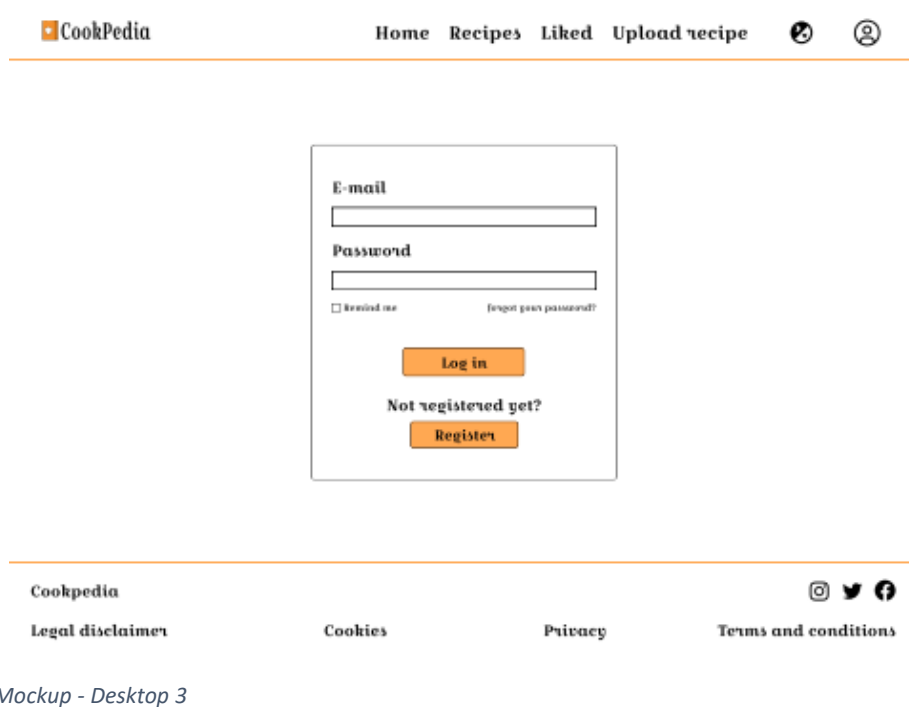 CookPedia
Home Recipes Liked Upload recipe
E-mail
Password
Remind me forgot your password?
Log in
Not registered yet?
Register
Cookpedia
Legal disclaimer Cookies Privacy Terms and conditions
Mockup - Desktop 3